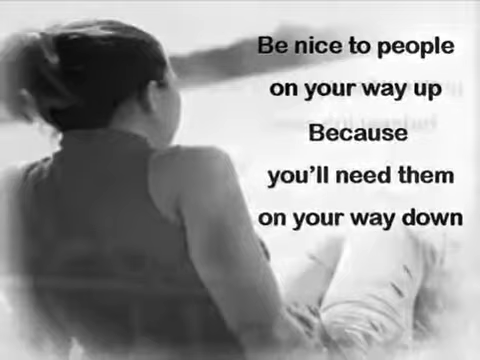 Be nice to people
on your way up
Because
you'll need them
on your way down